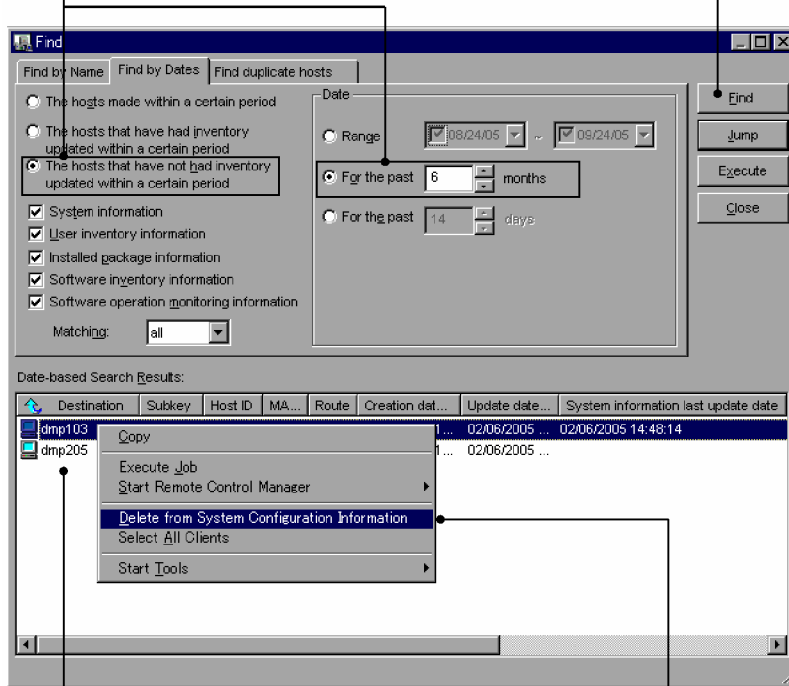 Find
Find by Name Find by Dates Find duplicate hosts
The hosts made within a certain period
The hosts that have had inventory
updated within a certain period
The hosts that have not had inventory
updated within a certain period
System information
User inventory information
Installed package information
Software inventory information
Software operation monitoring information
Matching: all
Date
Range 08/24/05 ~ 09/24/05
For the past 6 months
For the past 14 days
Find
Jump
Execute
Close
Date-based Search Results:
Destination Subkey Host ID MA... Route Creation dat... Update date... System information last update date
dmp103 1... 02/06/2005 ... 02/06/2005 14:48:14
dmp205 1... 02/06/2005 ...
Copy
Execute Job
Start Remote Control Manager
Delete from System Configuration Information
Select All Clients
Start Tools